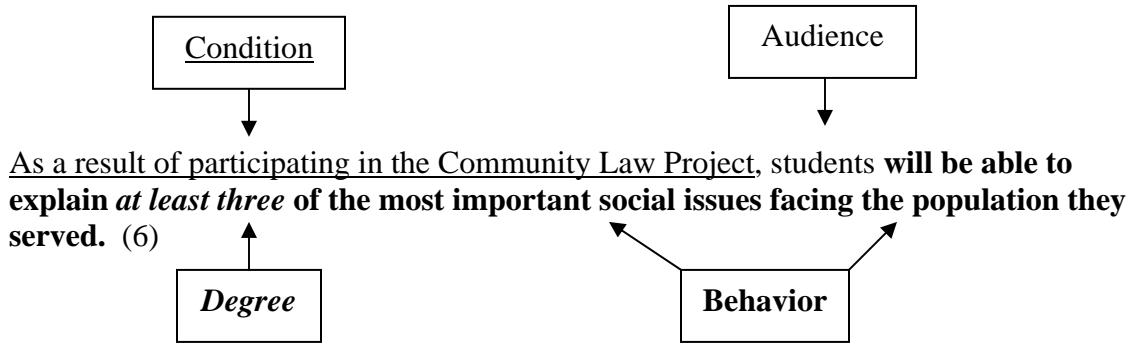 Condition
Audience
As a result of participating in the Community Law Project, students will be able to
explain at least three of the most important social issues facing the population they
served. (6)
Degree
Behavior